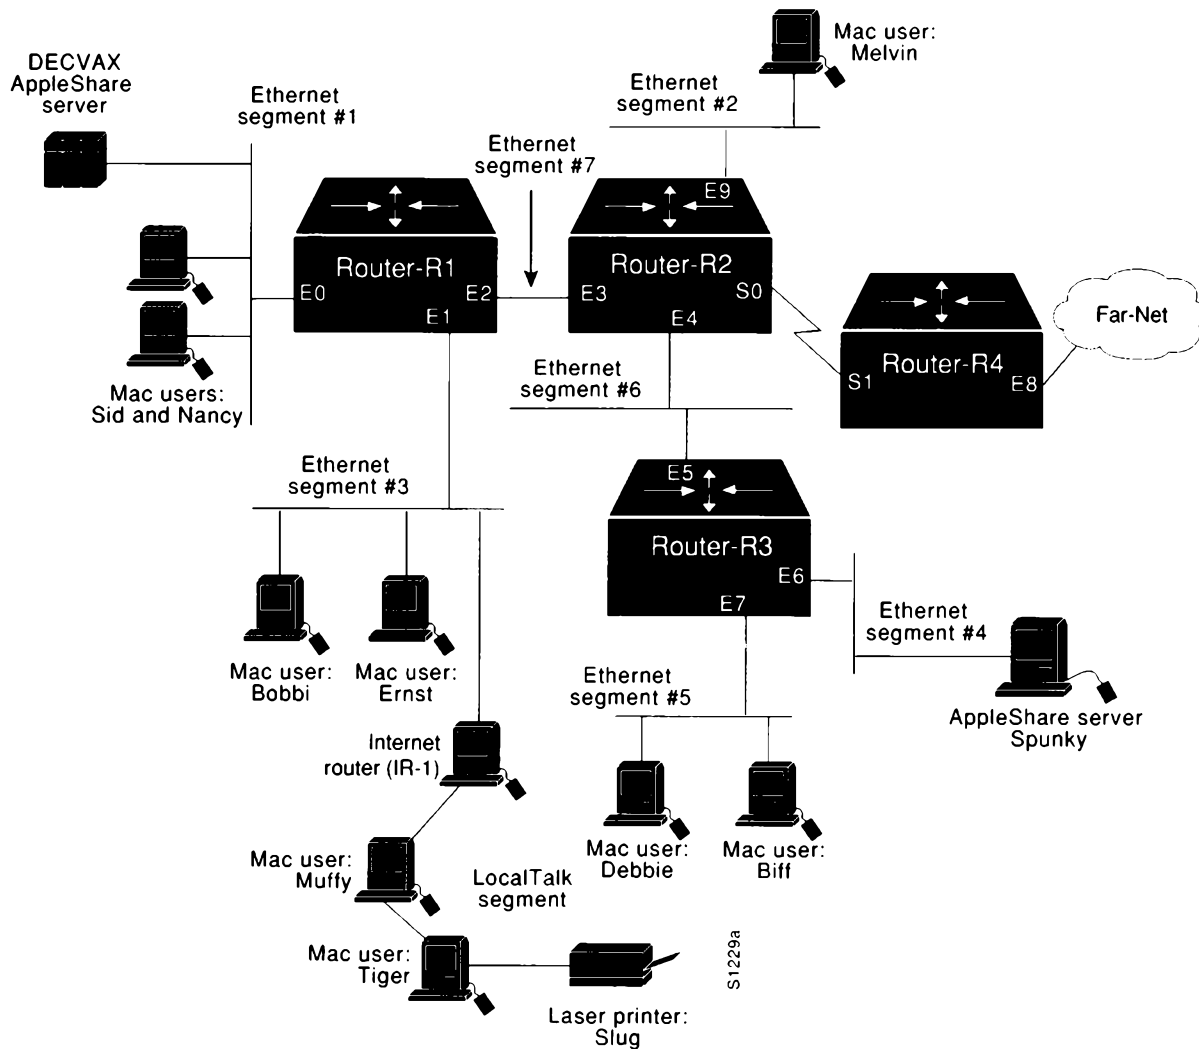 Mac user:
Melvin
DECVAX
AppleShare
server
Ethernet
segment #1
Ethernet
segment #2
Ethernet
segment #7
E9
Router-R1
E0
E2
E1
Router-R2
E3
S0
E4
Router-R4
S1
E8
Far-Net
Mac users:
Sid and Nancy
Ethernet
segment #6
Ethernet
segment #3
E5
Router-R3
E6
E7
Ethernet
segment #4
Mac user:
Bobbi
Mac user:
Ernst
Ethernet
segment #5
AppleShare server
Spunky
Internet
router (IR-1)
Mac user:
Debbie
Mac user:
Biff
Mac user:
Muffy
LocalTalk
segment
Mac user:
Tiger
Laser printer:
Slug
S1229a